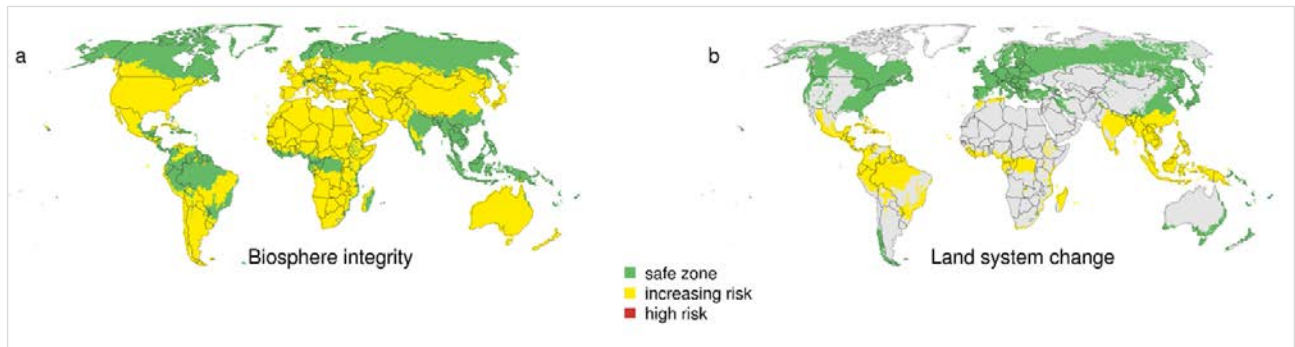 a
b
Biosphere integrity
Land system change
safe zone
increasing risk
high risk